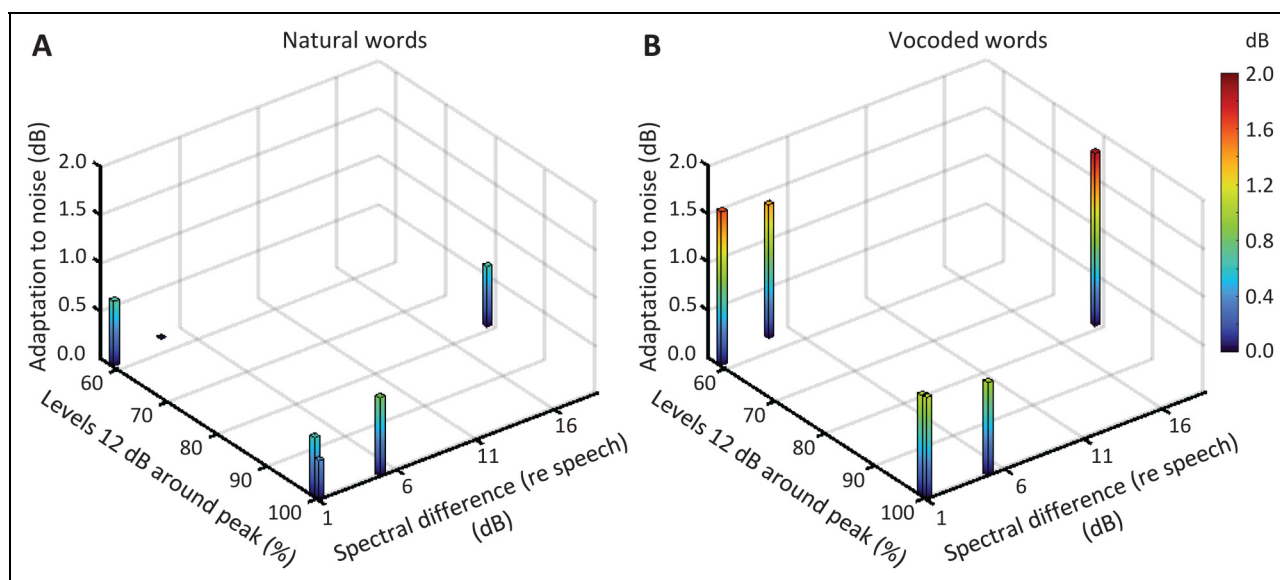 A
Natural words
Adaptation to noise (dB)
2.0
1.5
1.0
0.5
0.0
60
70
80
90
100
Levels 12 dB around peak (%)
1
6
11
16
Spectral difference (re speech)
(dB)
B
Vocoded words
Adaptation to noise (dB)
2.0
1.5
1.0
0.5
0.0
60
70
80
90
100
Levels 12 dB around peak (%)
1
6
11
16
Spectral difference (re speech)
(dB)
dB
2.0
1.6
1.2
0.8
0.4
0.0